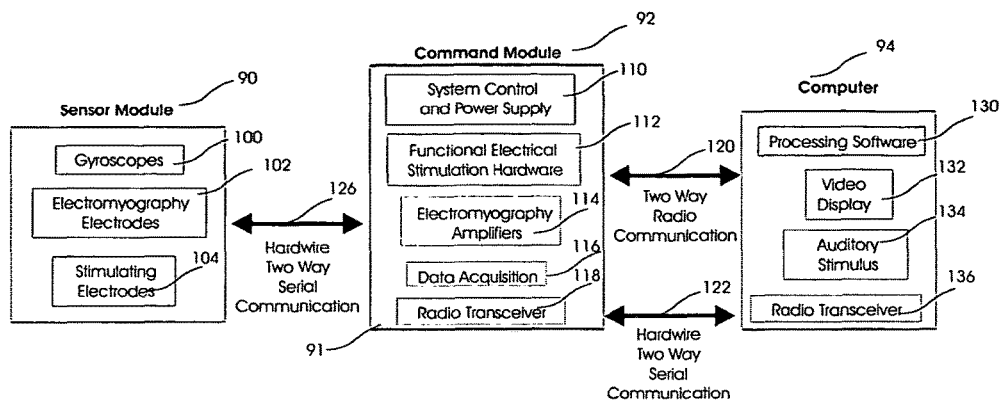 Sensor Module
90
Gyroscopes
100
102
Electromyography
Electrodes
Stimulating
Electrodes
104
126
Hardwire
Two Way
Serial
Communication
Command Module
92
System Control
and Power Supply
110
Functional Electrical
Stimulation Hardware
112
Electromyography
Amplifiers
114
Data Acquisition
116
Radio Transceiver
118
91
120
Two Way
Radio
Communication
122
Hardwire
Two Way
Serial
Communication
94
Computer
130
Processing Software
Video
Display
132
Auditory
Stimulus
134
Radio Transceiver
136